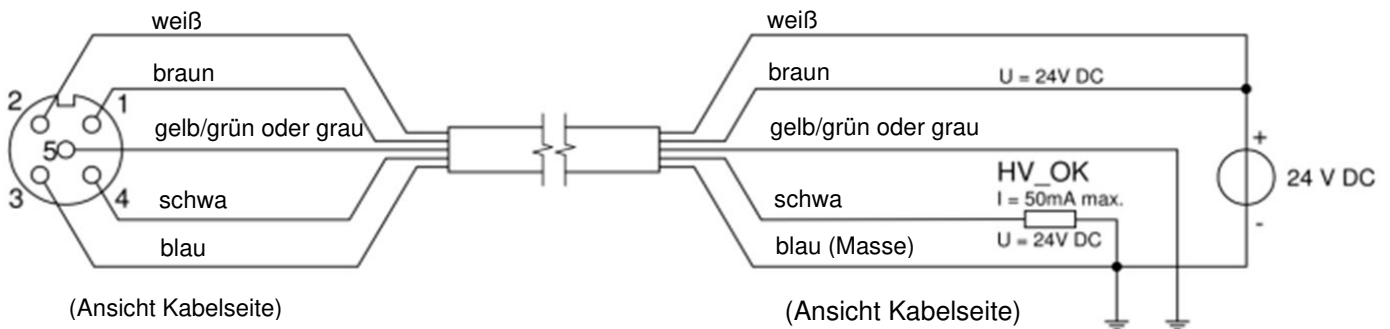 weiß
weiß
braun
braun
U = 24V DC
2
1
gelb/grün oder grau
gelb/grün oder grau
5
+
HV_OK
24 V DC
3
4
schwa
schwa
I = 50mA max.
U = 24V DC
-
blau
blau (Masse)
(Ansicht Kabelseite)
(Ansicht Kabelseite)